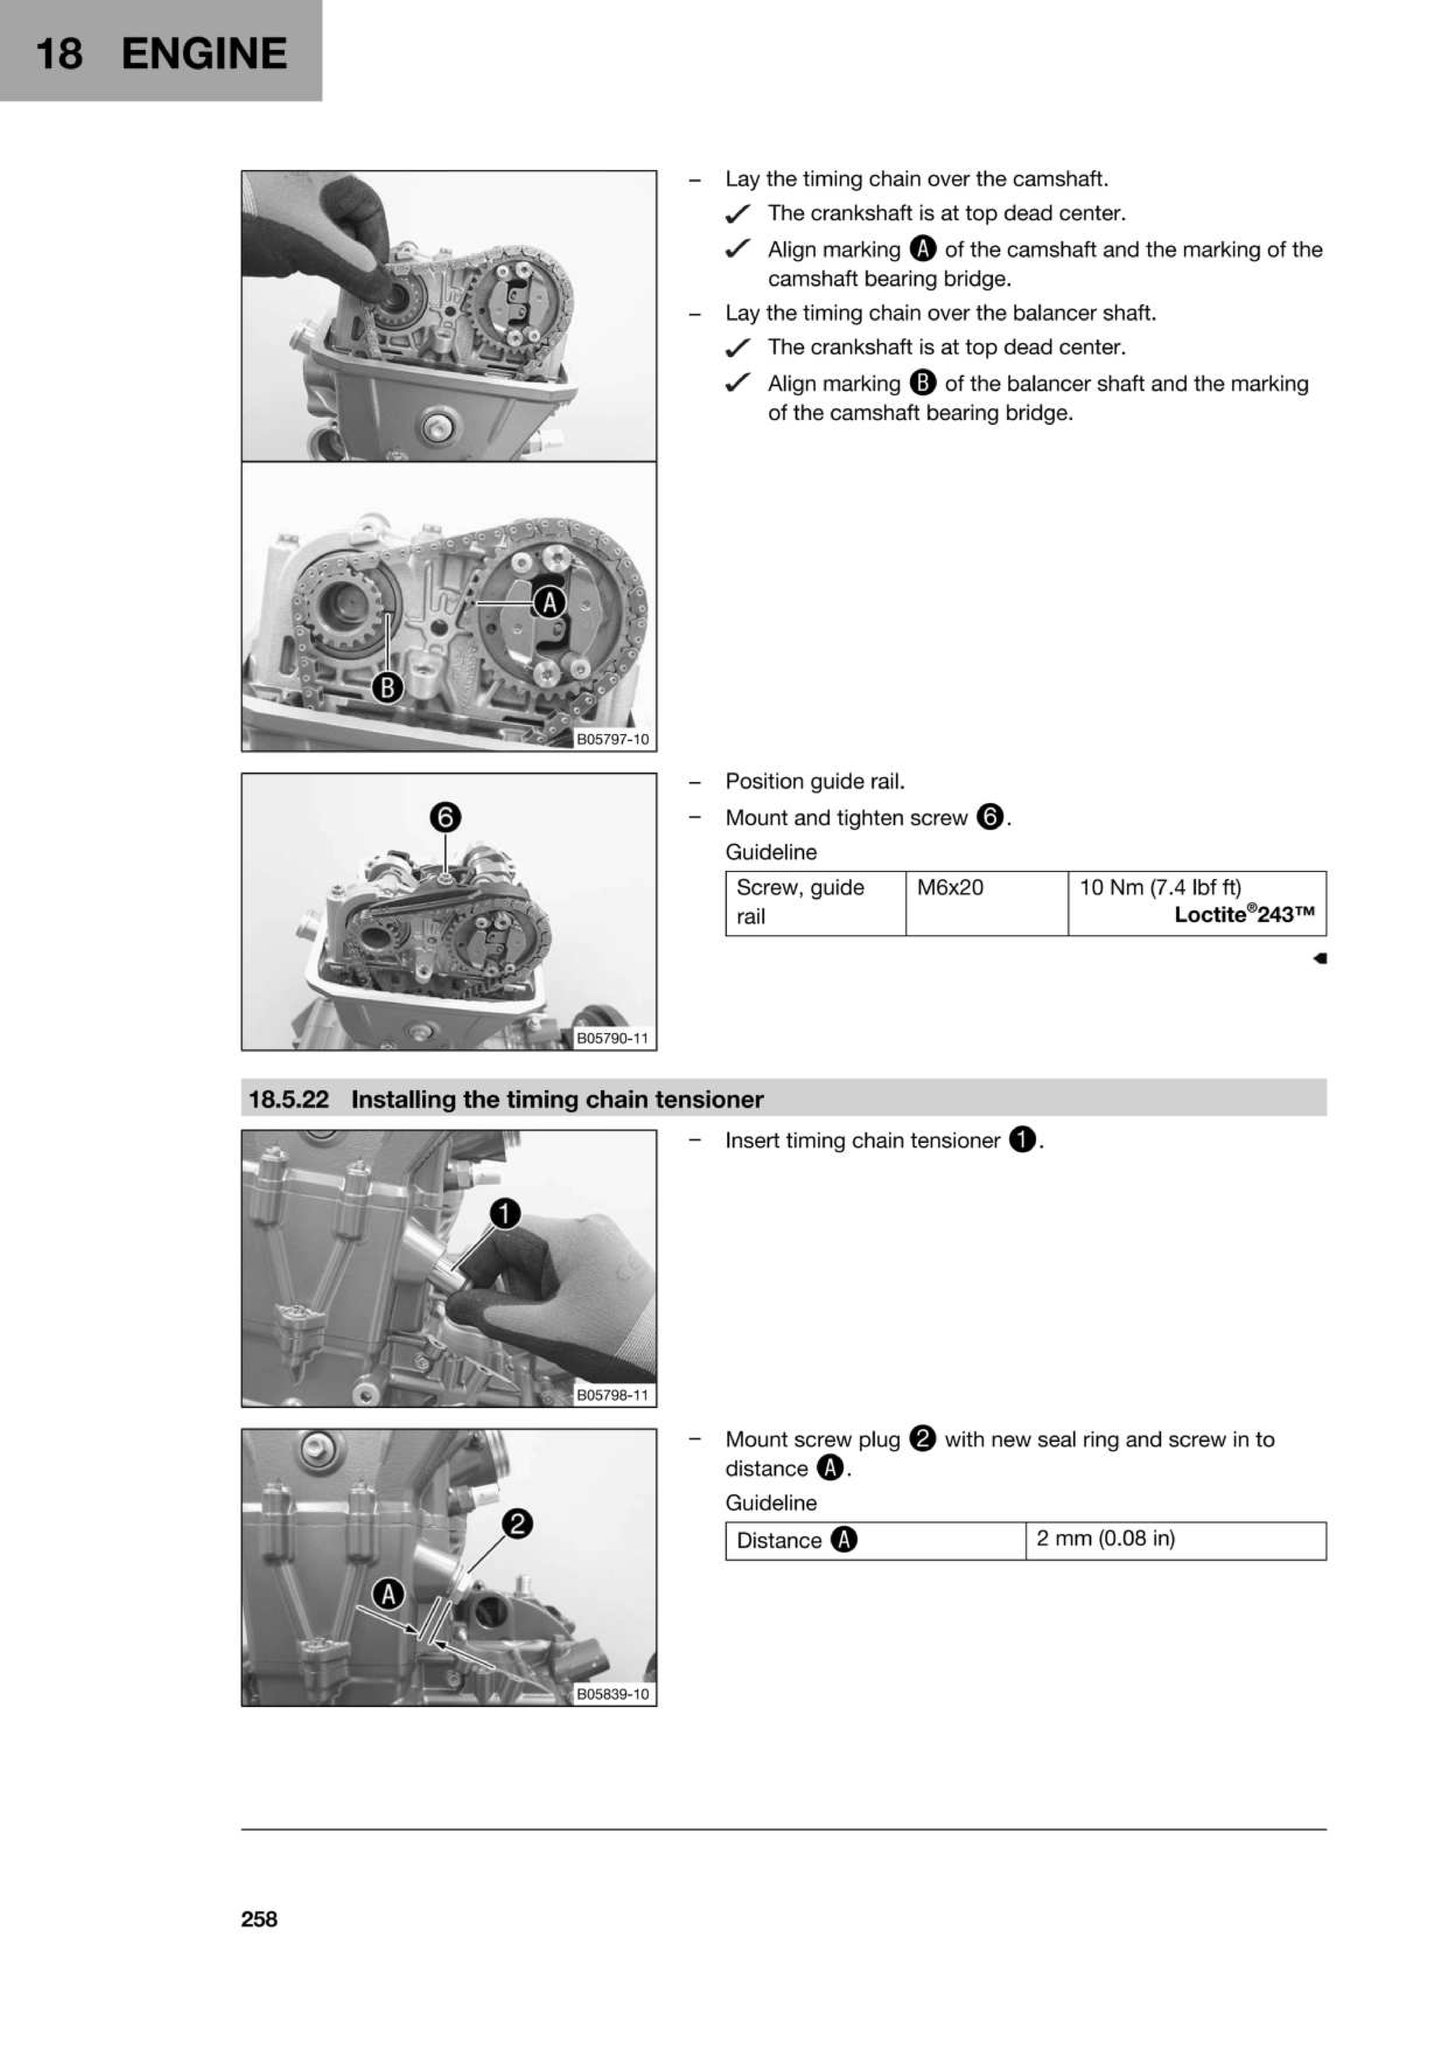 18 ENGINE
– Lay the timing chain over the camshaft.
✓ The crankshaft is at top dead center.
✓ Align marking A of the camshaft and the marking of the
camshaft bearing bridge.
– Lay the timing chain over the balancer shaft.
✓ The crankshaft is at top dead center.
✓ Align marking B of the balancer shaft and the marking
of the camshaft bearing bridge.
A
B
B05797-10
6
B05790-11
– Position guide rail.
– Mount and tighten screw 6.
Guideline
Screw, guide
rail
M6x20
10 Nm (7.4 lbf ft)
Loctite®243™
18.5.22 Installing the timing chain tensioner
1
B05798-11
– Insert timing chain tensioner 1.
2
A
B05839-10
– Mount screw plug 2 with new seal ring and screw in to
distance A.
Guideline
Distance A
2 mm (0.08 in)
258